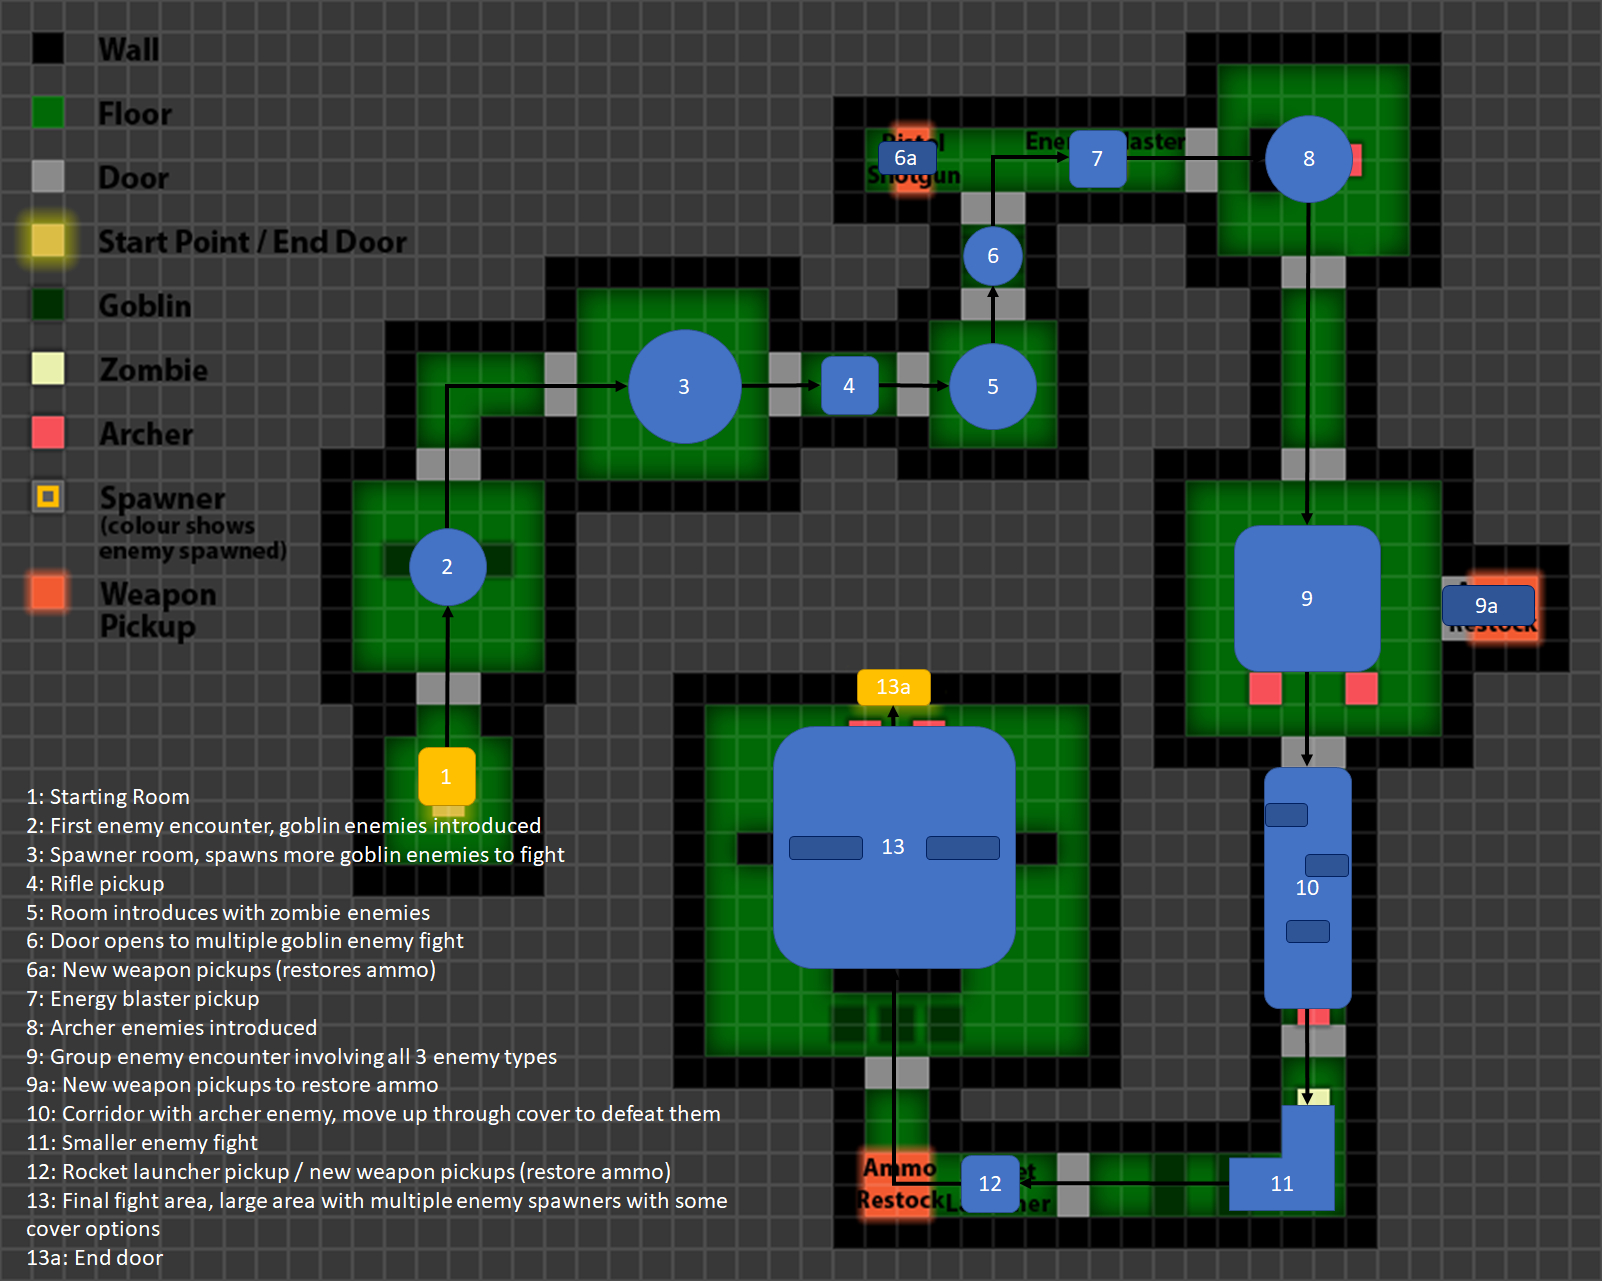 Wall
Floor
Door
Start Point / End Door
Goblin
Zombie
Archer
Spawner
(colour shows
enemy spawned)
Weapon
Pickup
6a
Shotgun
7
8
6
3
4
5
2
9
9a
Restock
13a
1
13
10
Ammo
Restock
12
11
1: Starting Room
2: First enemy encounter, goblin enemies introduced
3: Spawner room, spawns more goblin enemies to fight
4: Rifle pickup
5: Room introduces with zombie enemies
6: Door opens to multiple goblin enemy fight
6a: New weapon pickups (restores ammo)
7: Energy blaster pickup
8: Archer enemies introduced
9: Group enemy encounter involving all 3 enemy types
9a: New weapon pickups to restore ammo
10: Corridor with archer enemy, move up through cover to defeat them
11: Smaller enemy fight
12: Rocket launcher pickup / new weapon pickups (restore ammo)
13: Final fight area, large area with multiple enemy spawners with some
cover options
13a: End door